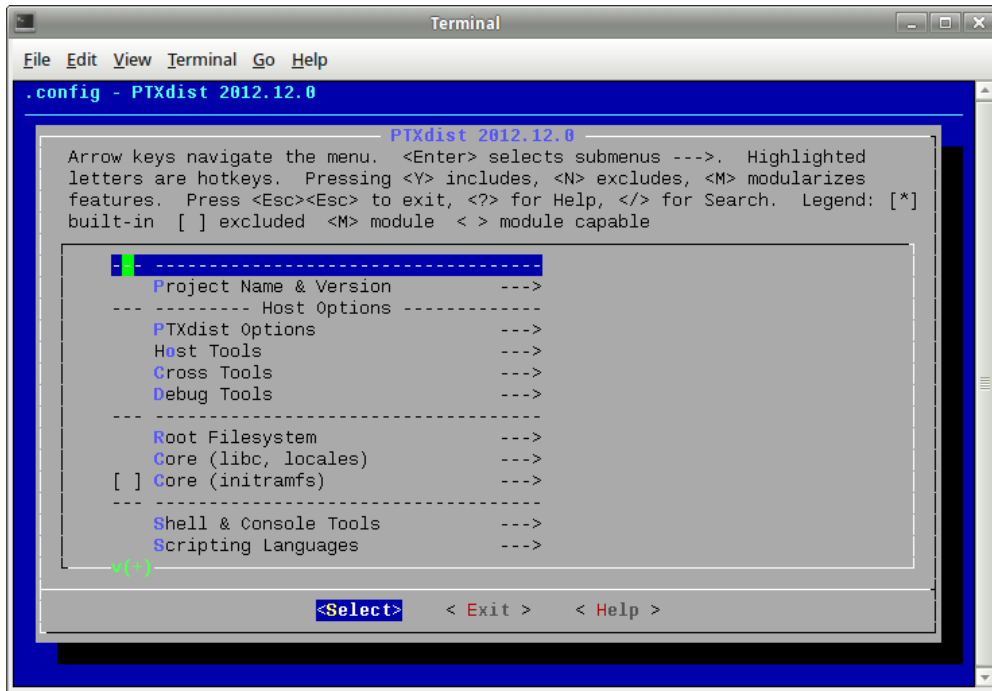 Terminal
File Edit View Terminal Go Help
.config - PTXdist 2012.12.0
PTXdist 2012.12.0
Arrow keys navigate the menu. <Enter> selects submenus --->. Highlighted
letters are hotkeys. Pressing <Y> includes, <N> excludes, <M> modularizes
features. Press <Esc><Esc> to exit, <?> for Help, </> for Search. Legend: [*]
built-in [ ] excluded <M> module < > module capable
--- ------------------------------------
Project Name & Version --->
--- --------- Host Options -------------
PTXdist Options --->
Host Tools --->
Cross Tools --->
Debug Tools --->
--- ------------------------------------
Root Filesystem --->
Core (libc, locales) --->
[ ] Core (initramfs) --->
--- ------------------------------------
Shell & Console Tools --->
Scripting Languages --->
v(+)
<Select> < Exit > < Help >